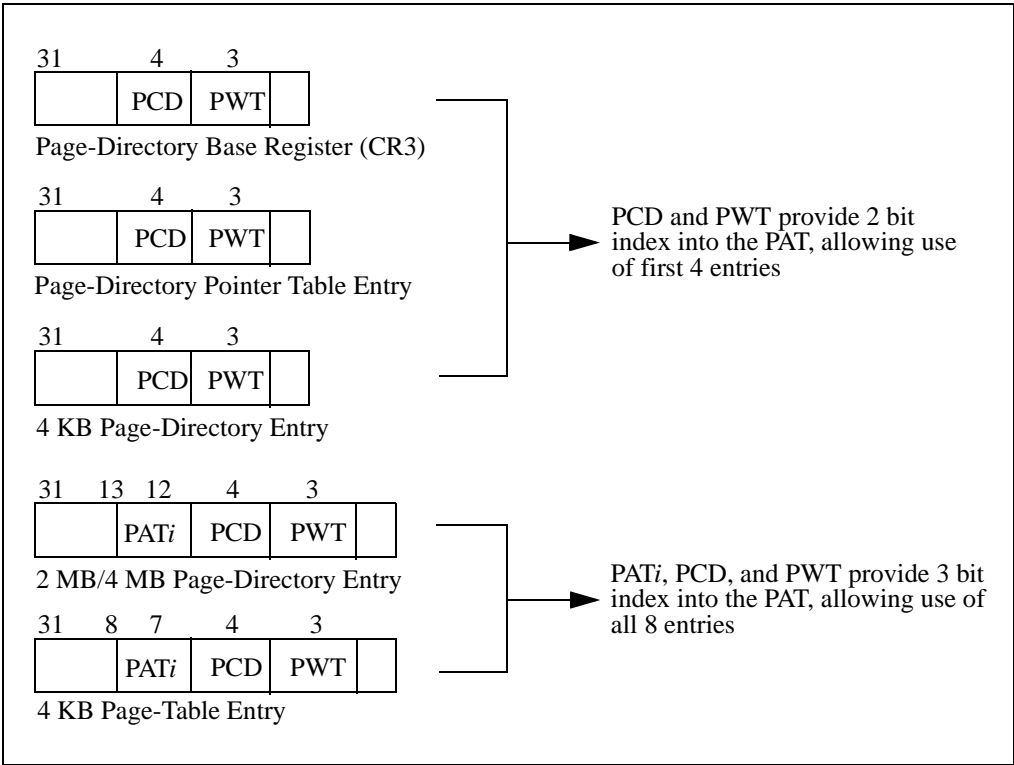 31 4 3
PCD PWT
Page-Directory Base Register (CR3)
31 4 3
PCD PWT
Page-Directory Pointer Table Entry
31 4 3
PCD PWT
4 KB Page-Directory Entry
PCD and PWT provide 2 bit
index into the PAT, allowing use
of first 4 entries
31 13 12 4 3
PATi PCD PWT
2 MB/4 MB Page-Directory Entry
31 8 7 4 3
PATi PCD PWT
4 KB Page-Table Entry
PATi, PCD, and PWT provide 3 bit
index into the PAT, allowing use of
all 8 entries